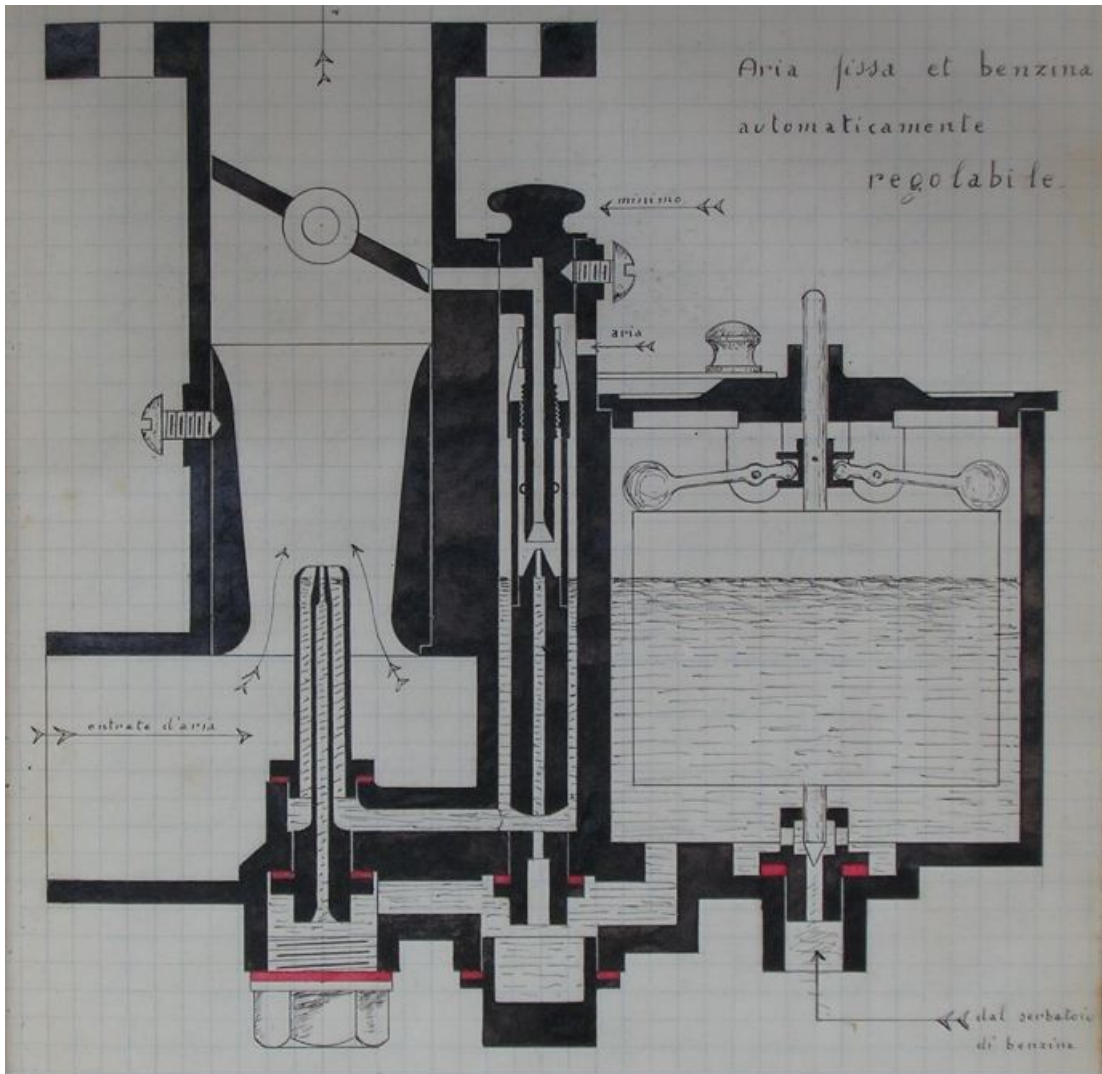 Aria fissa et benzina
automaticamente
regolabile.
minimo
aria
entrata d'aria
dal serbatoio
di benzina